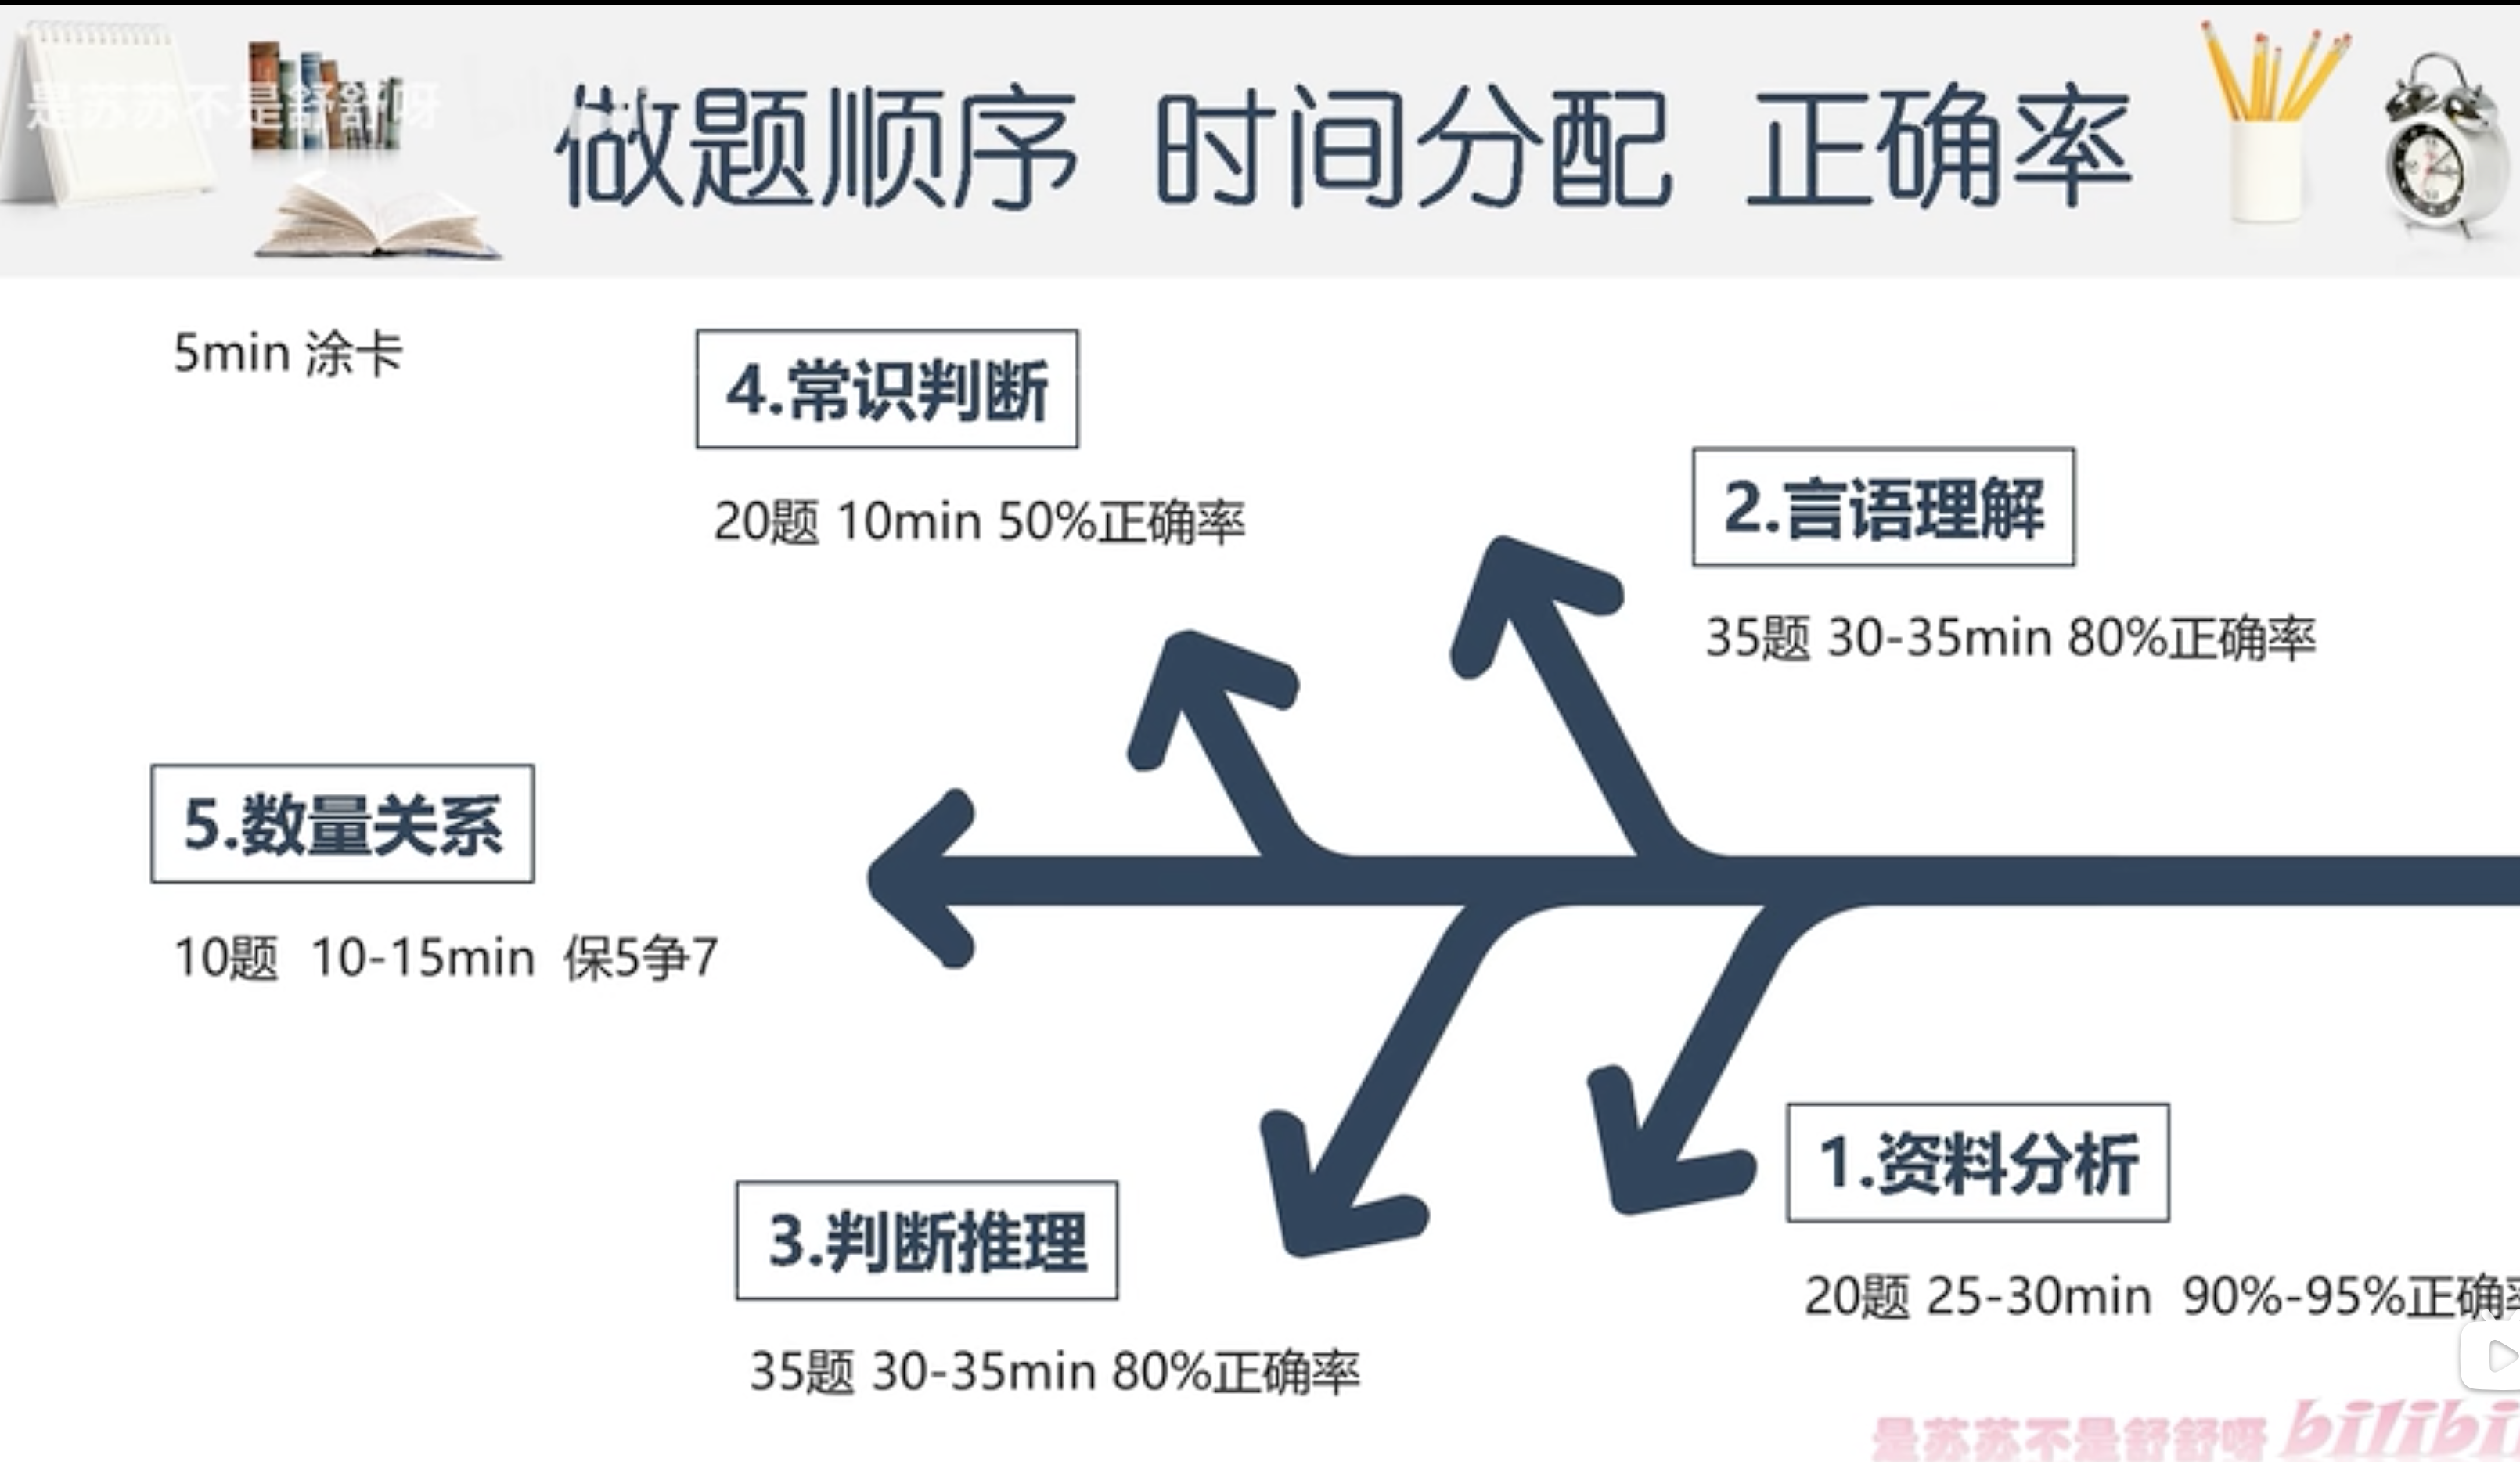 是苏苏不是舒舒呀
做题顺序 时间分配 正确率
5min 涂卡
4.常识判断
20题 10min 50%正确率
2.言语理解
35题 30-35min 80%正确率
5.数量关系
10题 10-15min 保5争7
3.判断推理
35题 30-35min 80%正确率
1.资料分析
20题 25-30min 90%-95%正确率
是苏苏不是舒舒呀 bilibili